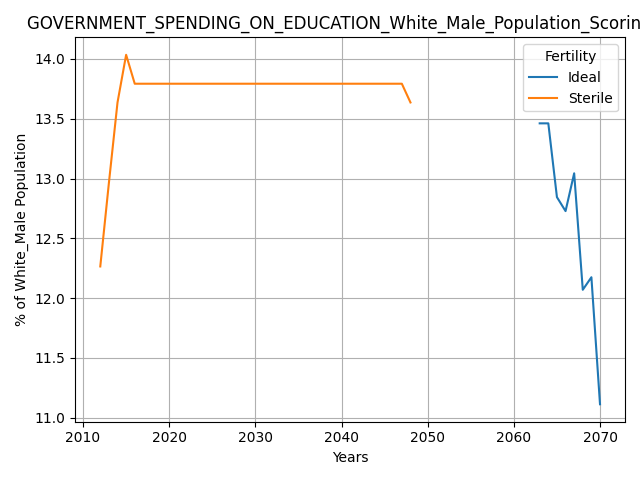 GOVERNMENT_SPENDING_ON_EDUCATION_White_Male_Population_Scorin
14.0
13.5
13.0
12.5
12.0
11.5
11.0
% of White_Male Population
Fertility
Ideal
Sterile
2010 2020 2030 2040 2050 2060 2070
Years